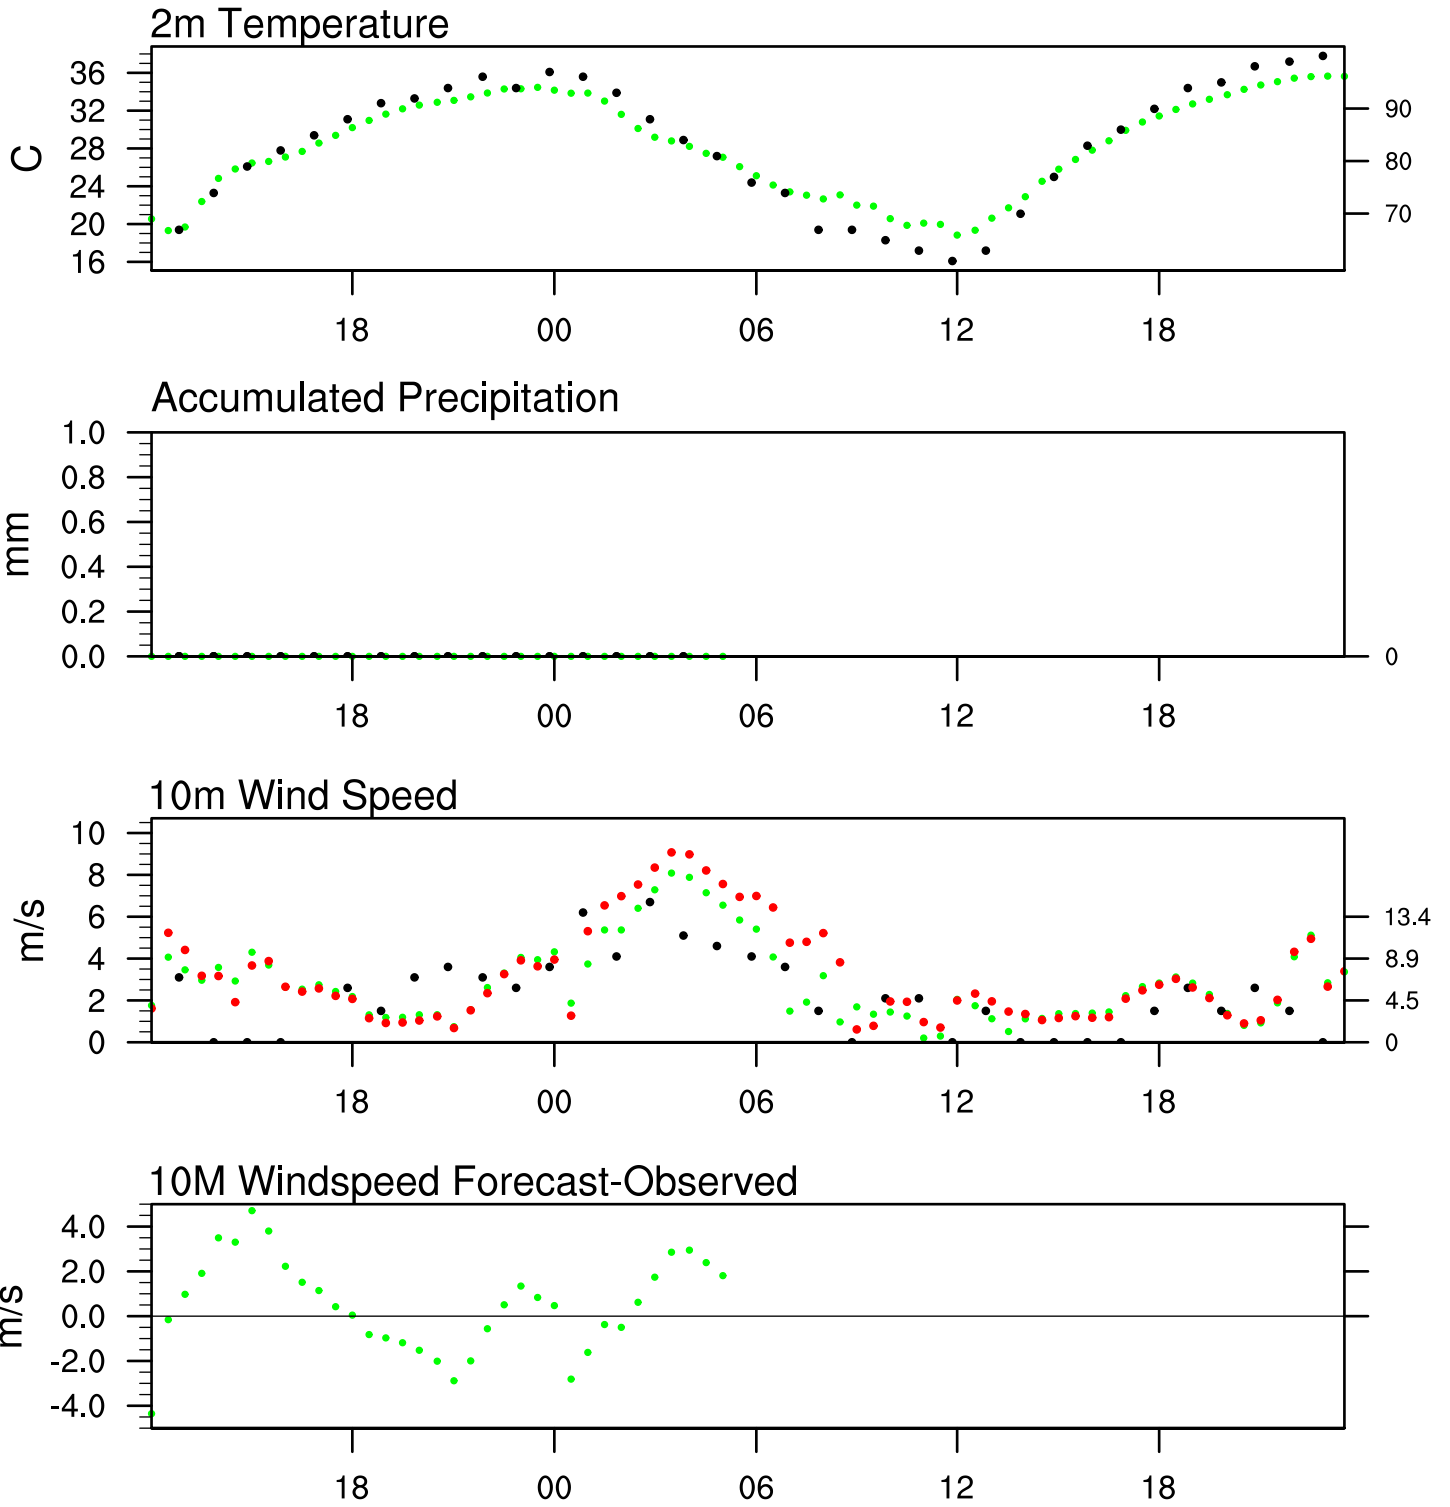 2m Temperature
36
32
28
24
20
16
C
90
80
70
18 00 06 12 18
Accumulated Precipitation
1.0
0.8
0.6
0.4
0.2
0.0
mm
0
18 00 06 12 18
10m Wind Speed
10
8
6
4
2
0
m/s
13.4
8.9
4.5
0
18 00 06 12 18
10M Windspeed Forecast-Observed
4.0
2.0
0.0
-2.0
-4.0
m/s
18 00 06 12 18